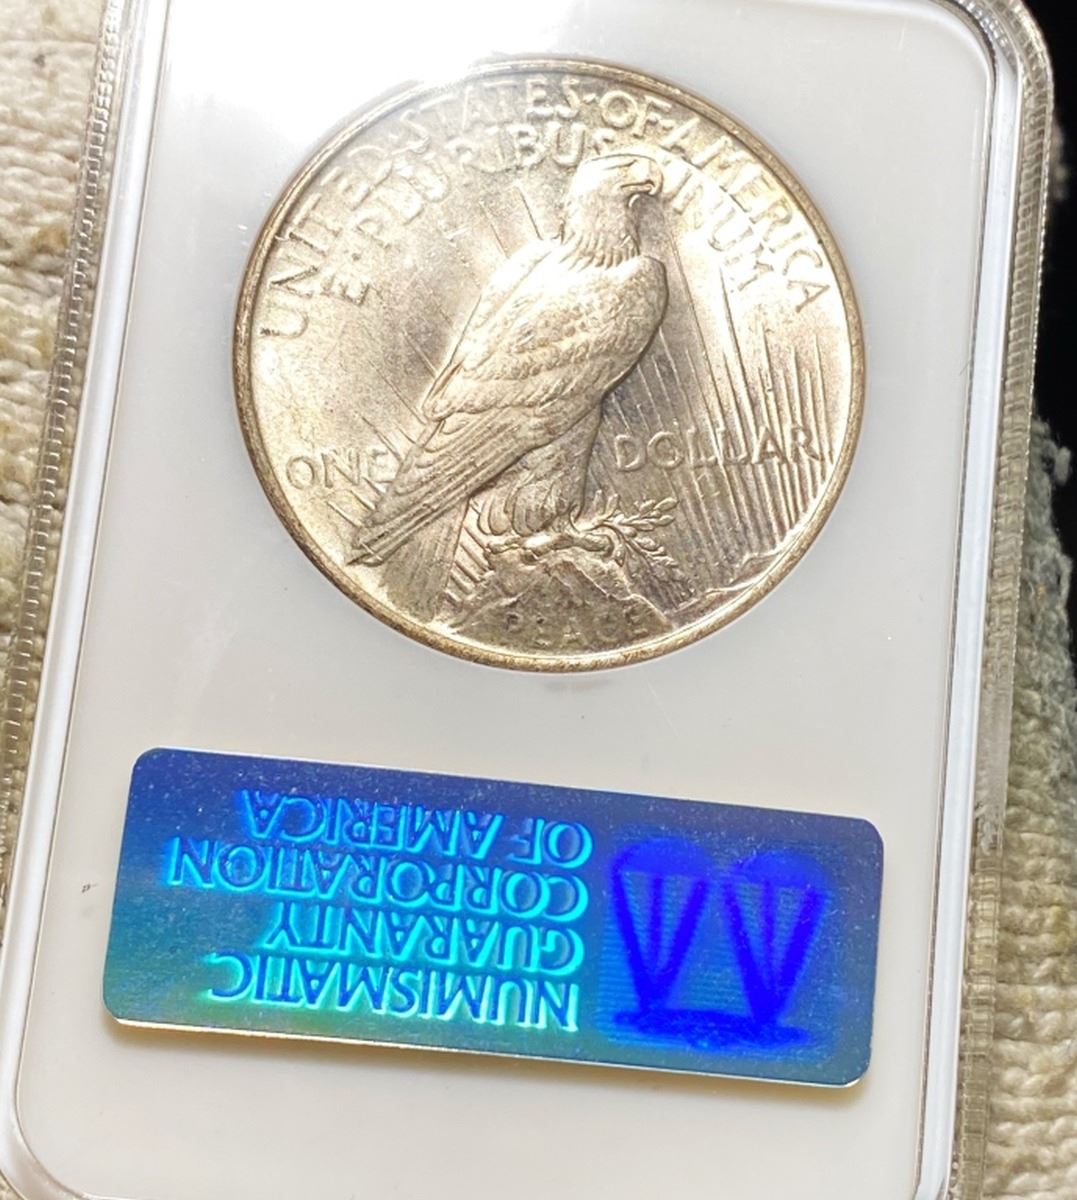 UNITED·STATES·OF·AMERICA
E·PLURIBUS UNUM
ONE DOLLAR
PEACE
NUMISMATIC
GUARANTY
CORPORATION
OF AMERICA